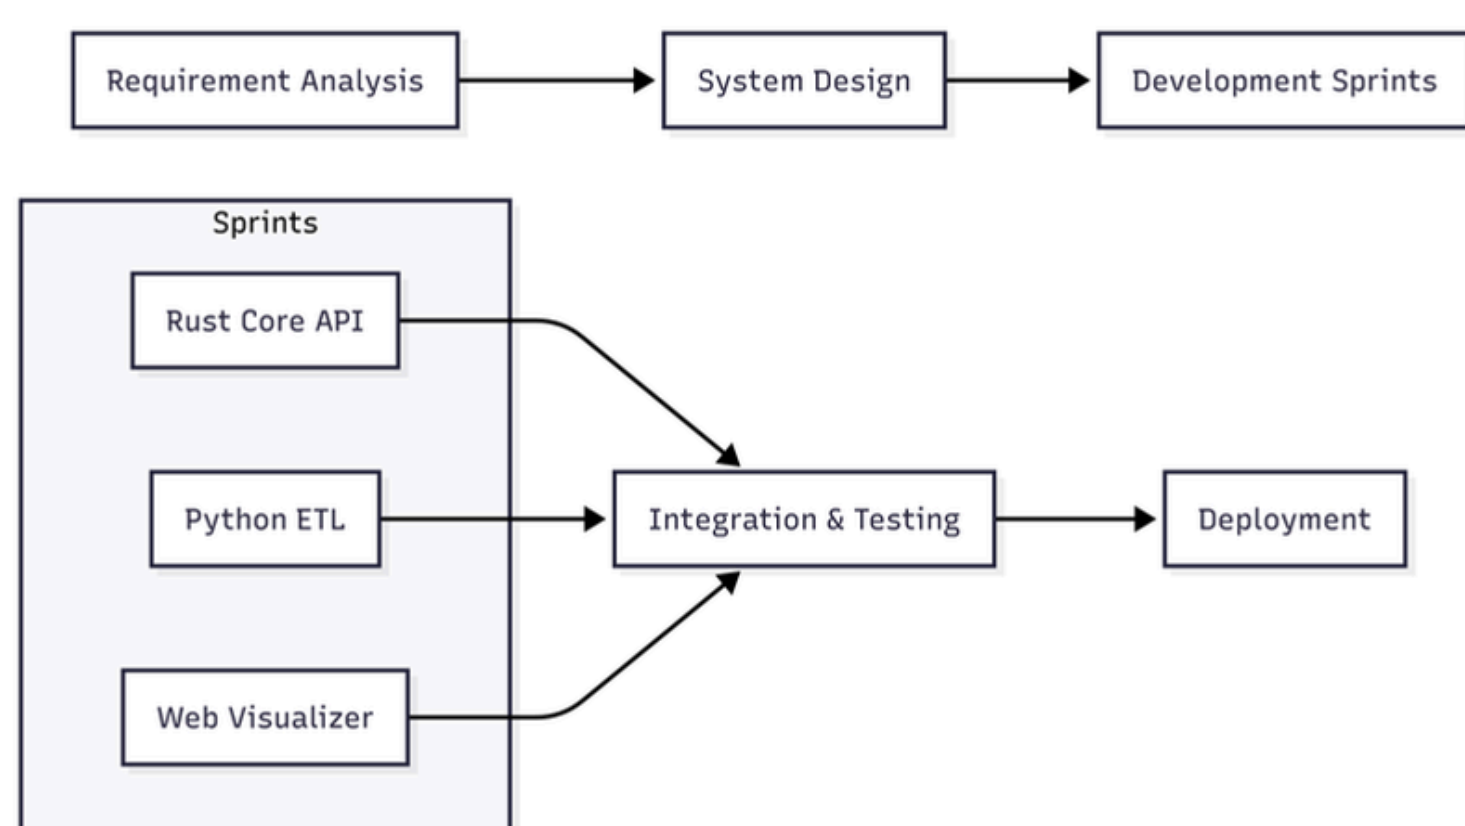 Requirement Analysis
System Design
Development Sprints
Sprints
Rust Core API
Python ETL
Integration & Testing
Deployment
Web Visualizer